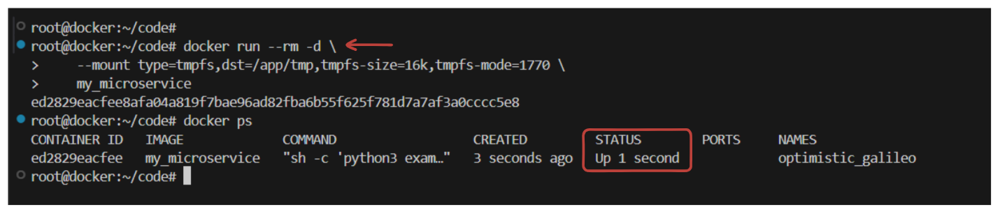 root@docker:~/code#
root@docker:~/code# docker run --rm -d \
> --mount type=tmpfs,dst=/app/tmp,tmpfs-size=16k,tmpfs-mode=1770 \
> my_microservice
ed2829eacfee8afa04a819f7bae96ad82fba6b55f625f781d7a7af3a0cccc5e8
root@docker:~/code# docker ps
CONTAINER ID IMAGE COMMAND CREATED STATUS PORTS NAMES
ed2829eacfee my_microservice "sh -c 'python3 exam…" 3 seconds ago Up 1 second optimistic_galileo
root@docker:~/code#